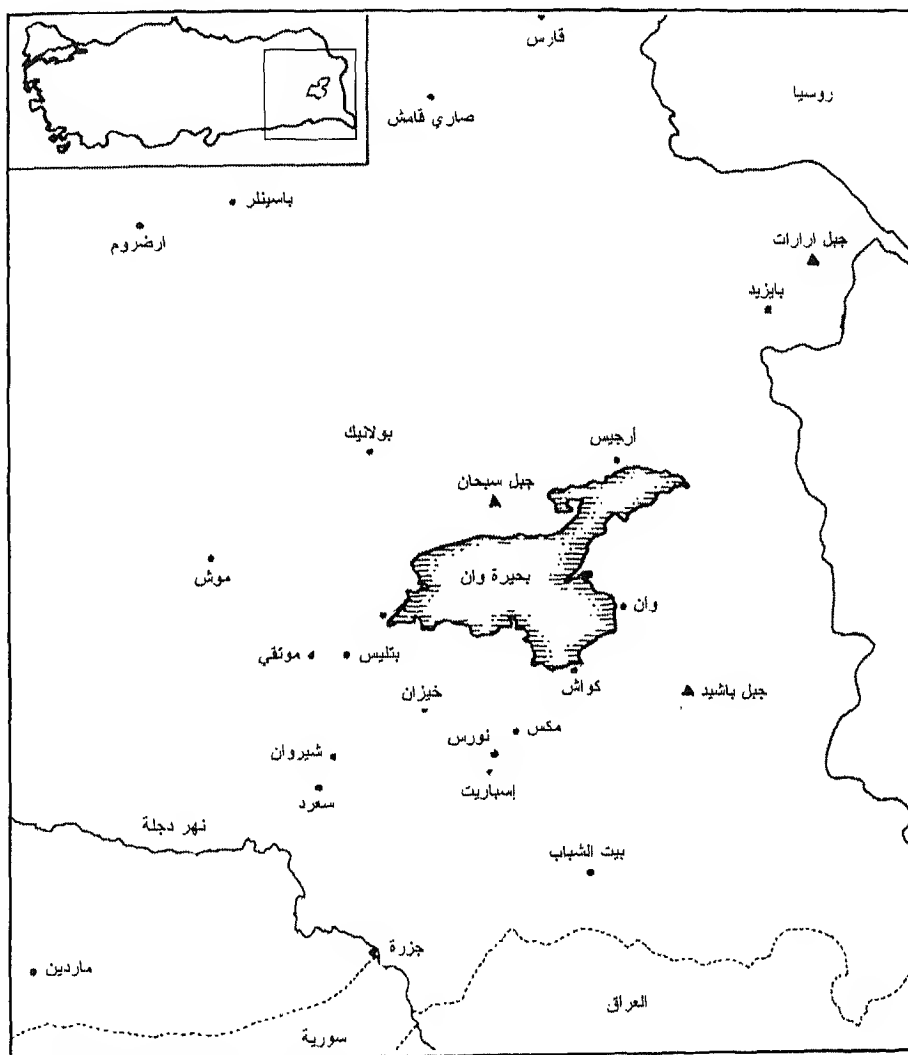 قارس
روسيا
صاري قامش
باسينلر
ارضروم
جبل ارارات
بايزيد
بولانيك
أرجيس
جبل سبحان
موش
بحيرة وان
وان
موتقي
بتليس
كواش
جبل باشيد
خيزان
مكس
نورس
شيروان
إسباريت
سعرد
نهر دجلة
بيت الشباب
جزرة
ماردين
العراق
سورية